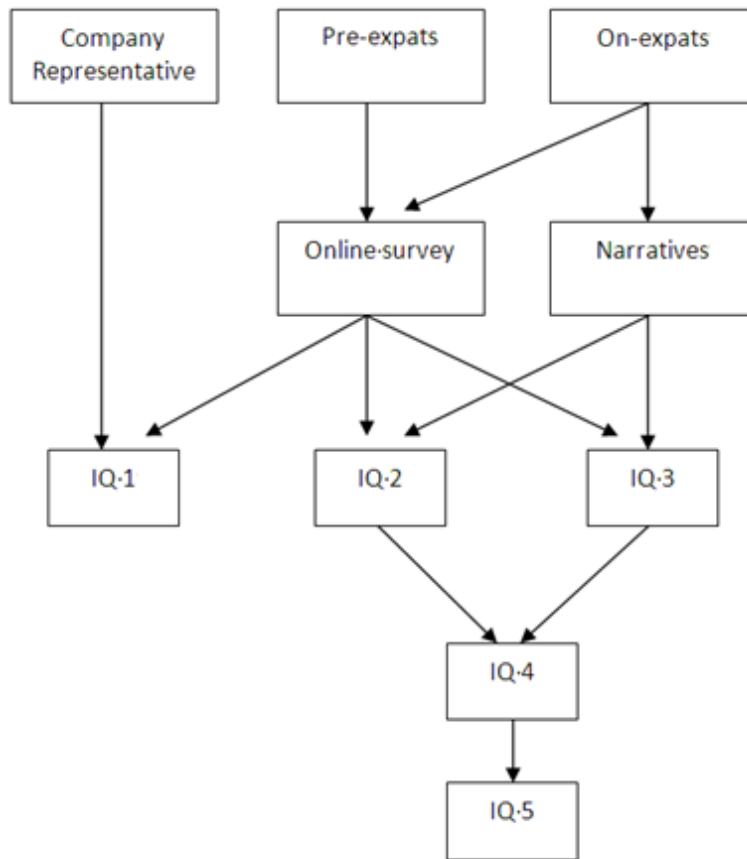 Company
Representative
Pre-expats
On-expats
Online·survey
Narratives
IQ·1
IQ·2
IQ·3
IQ·4
IQ·5